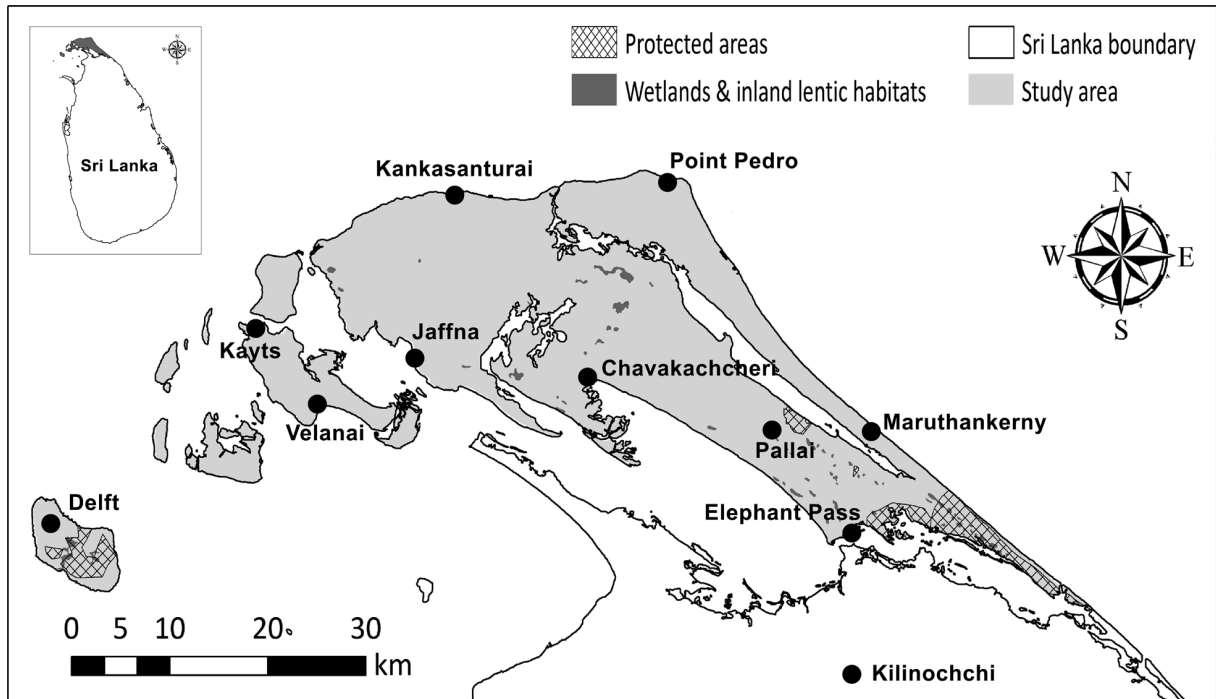 N
W E
S
Sri Lanka
Protected areas
Sri Lanka boundary
Wetlands & inland lentic habitats
Study area
Kankasanturai
Point Pedro
N
W E
S
Kayts
Jaffna
Chavakachcheri
Velanai
Maruthankerny
Pallai
Delft
Elephant Pass
0 5 10 20 30
km
Kilinochchi